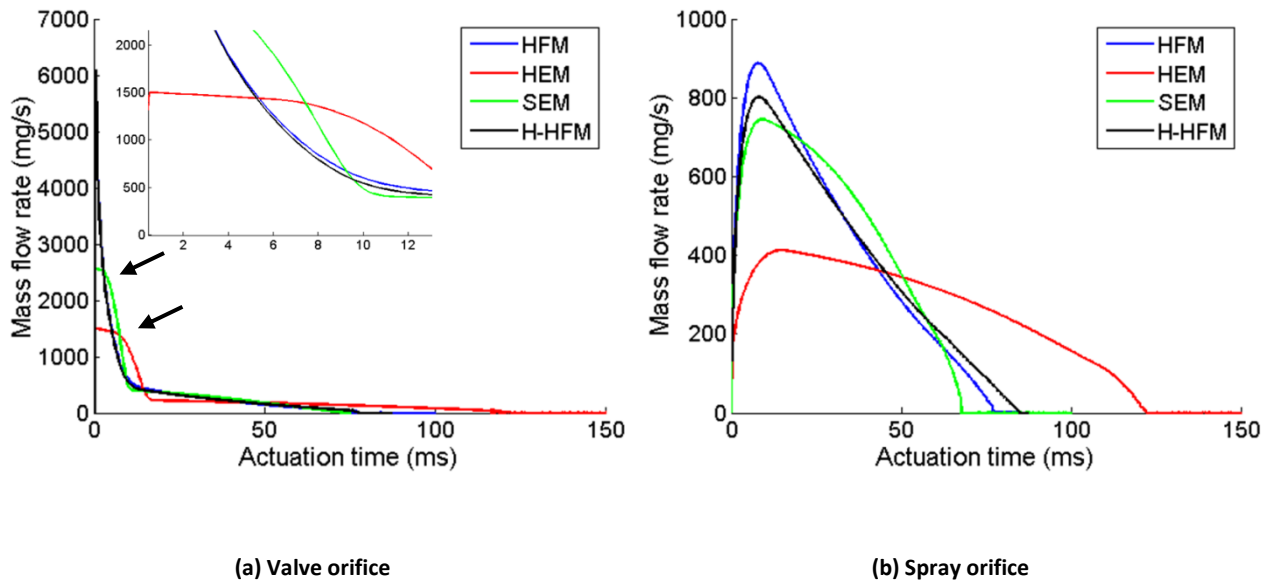 7000
6000
5000
4000
3000
2000
1000
0
Mass flow rate (mg/s)
2000
1500
1000
500
0
2 4 6 8 10 12
HFM
HEM
SEM
H-HFM
0 50 100 150
Actuation time (ms)
(a) Valve orifice
1000
800
600
400
200
0
Mass flow rate (mg/s)
HFM
HEM
SEM
H-HFM
0 50 100 150
Actuation time (ms)
(b) Spray orifice